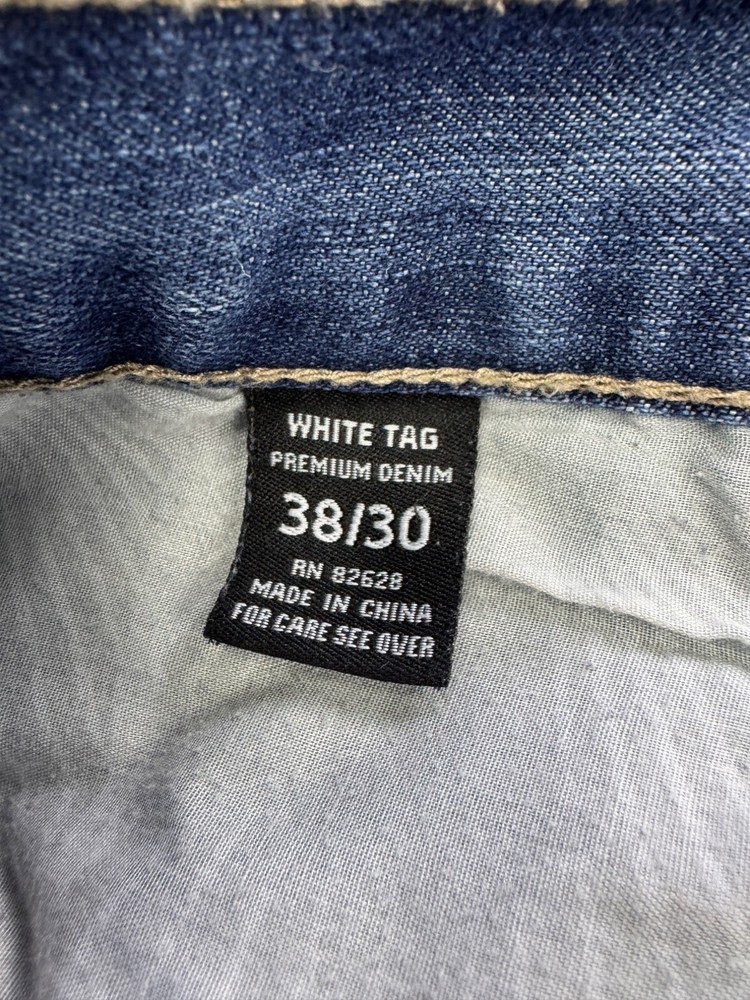 WHITE TAG
PREMIUM DENIM
38/30
RN 82628
MADE IN CHINA
FOR CARE SEE OVER